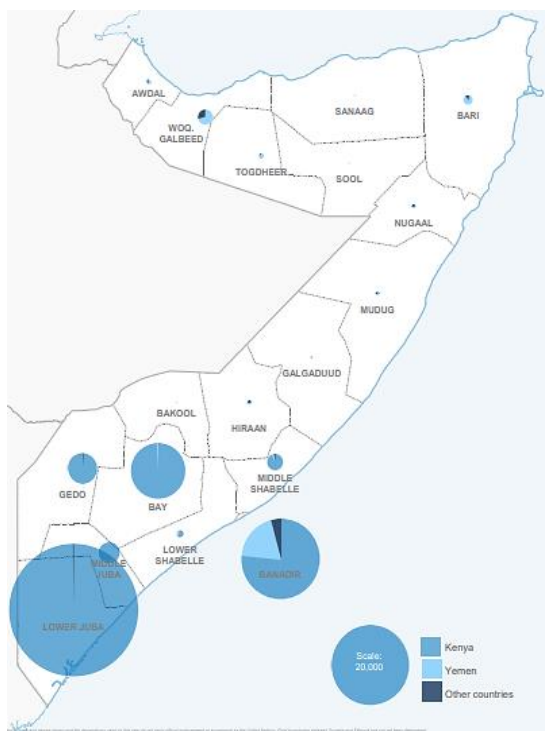 AWDAL
WOQ.
GALBEED
SANAAG
BARI
TOGDHEER
SOOL
NUGAAL
MUDUG
GALGADUUD
BAKOOL
HIRAAN
GEDO
BAY
MIDDLE
SHABELLE
LOWER
SHABELLE
MIDDLE
JUBA
BANADIR
LOWER JUBA
Scale:
20,000
Kenya
Yemen
Other countries